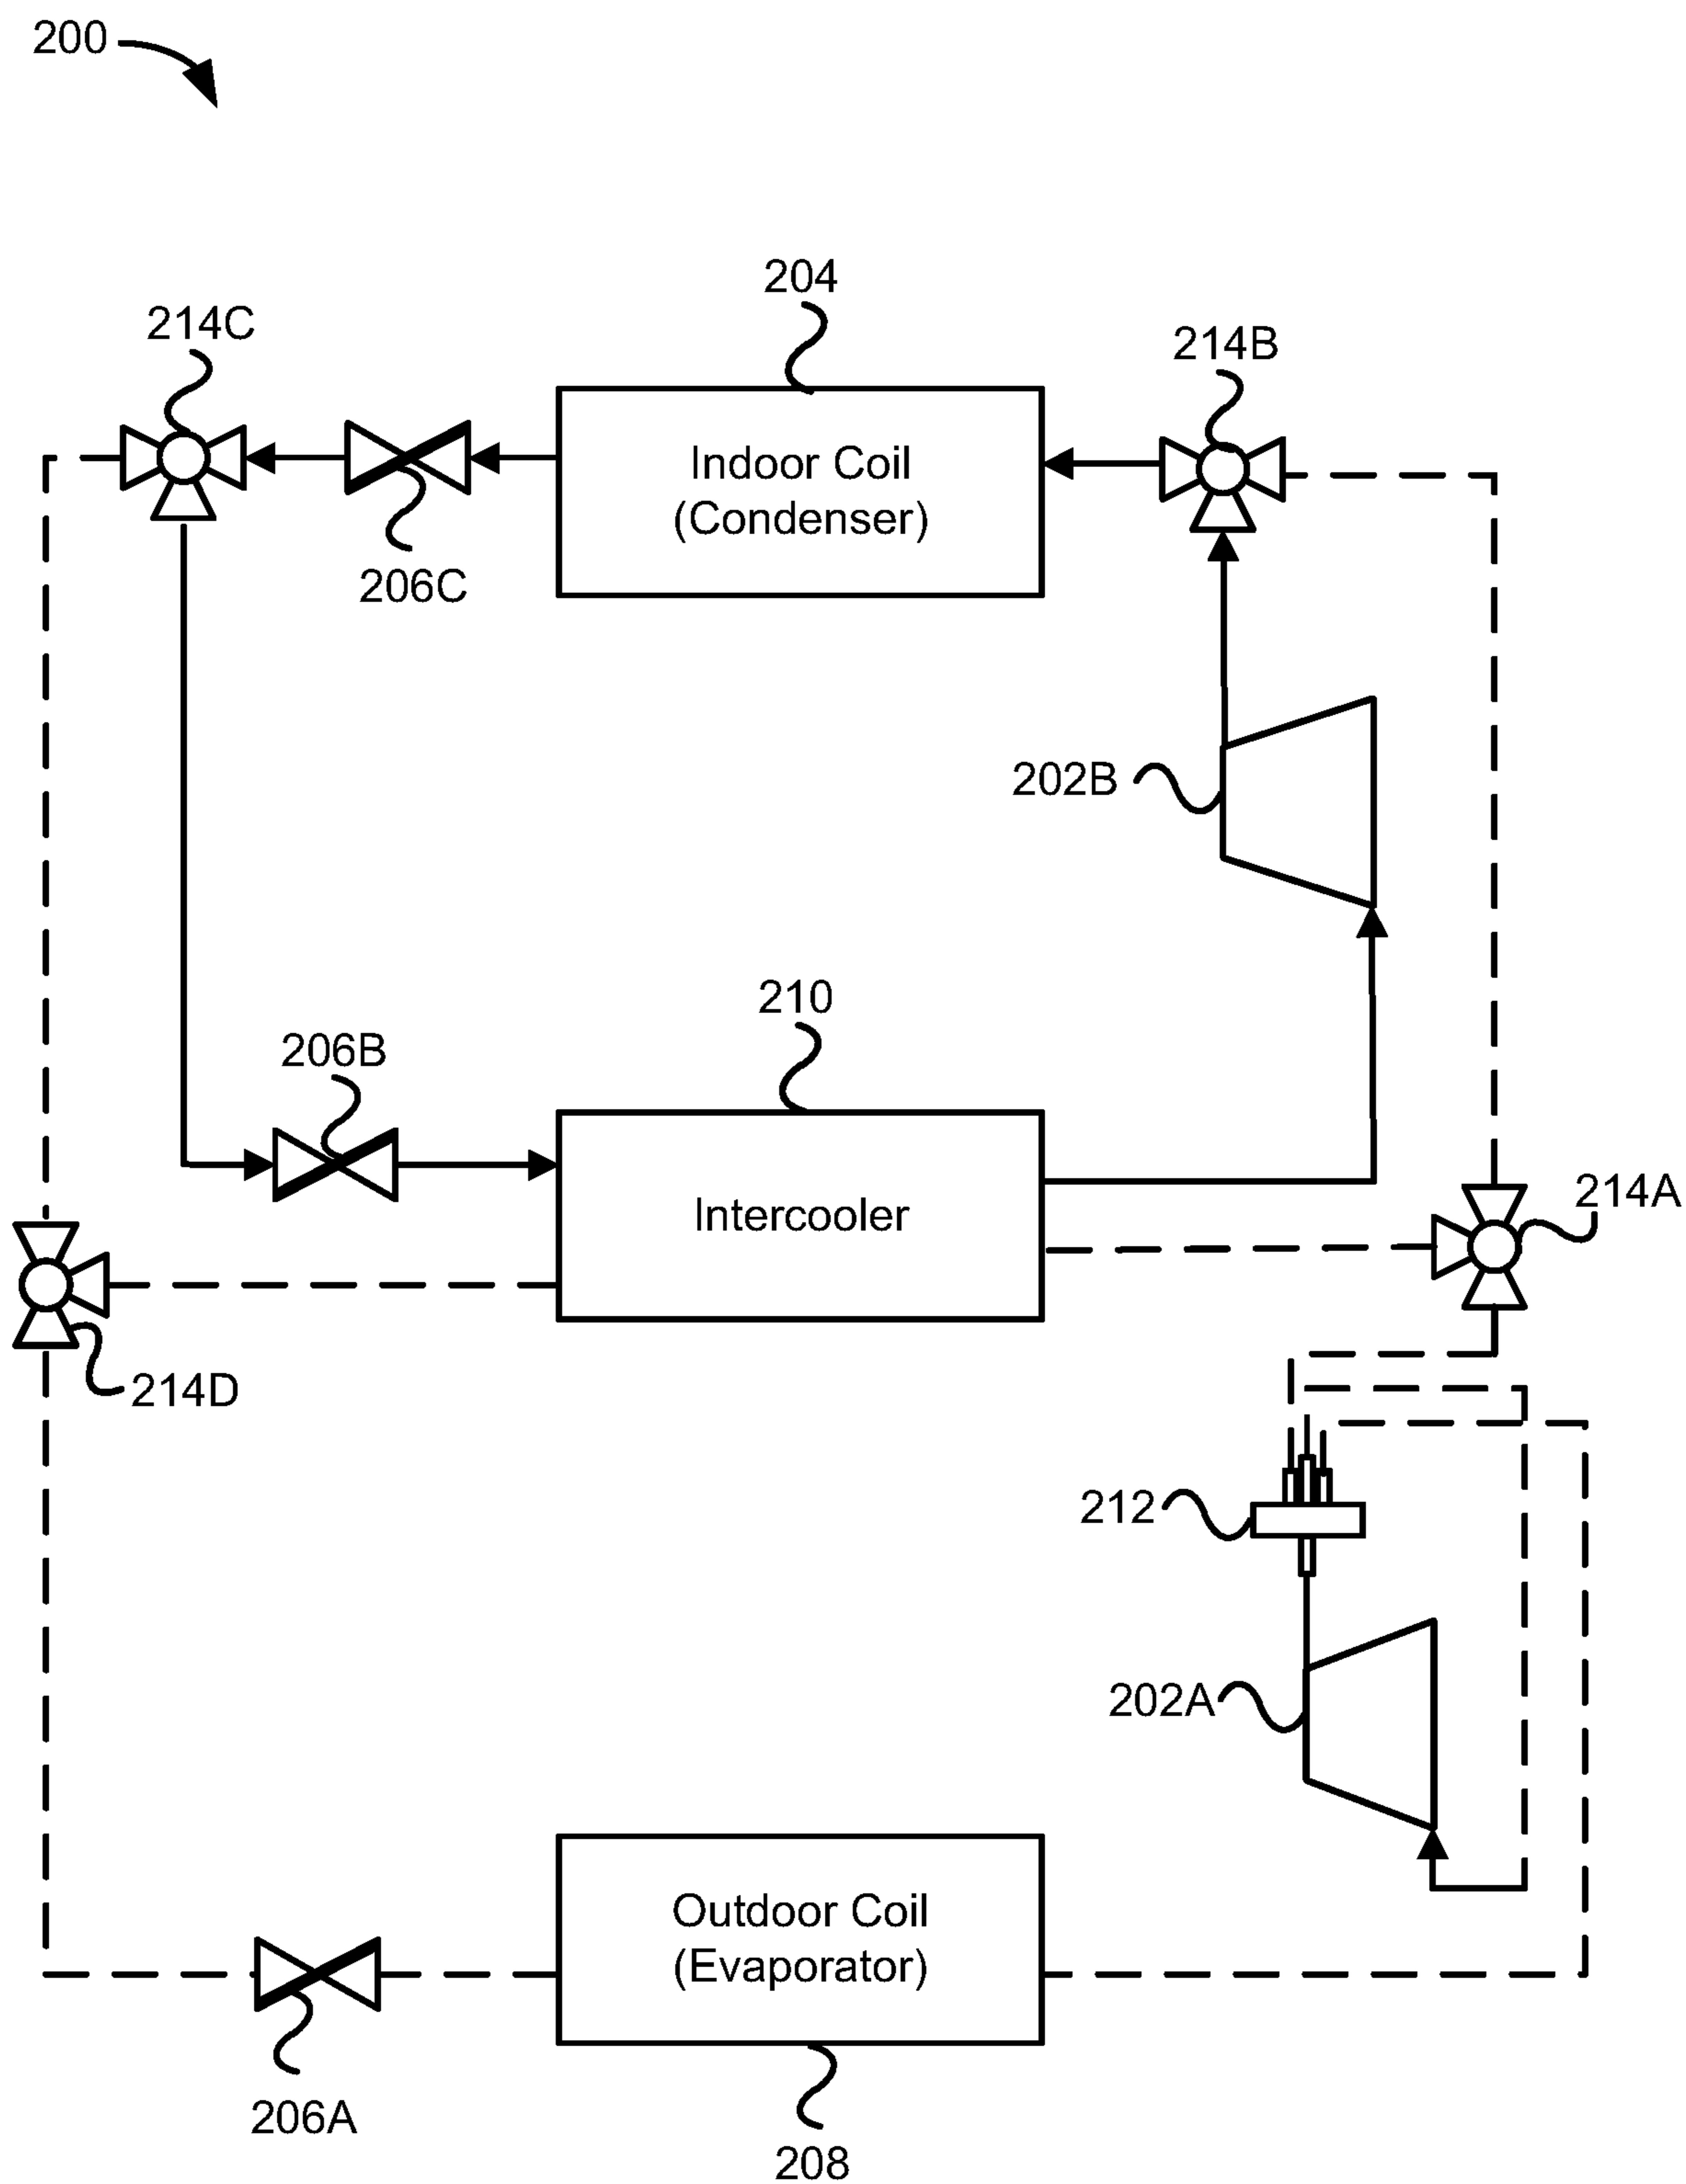 200
204
214C
214B
Indoor Coil
(Condenser)
206C
202B
210
206B
214A
Intercooler
214D
212
202A
Outdoor Coil
(Evaporator)
206A
208